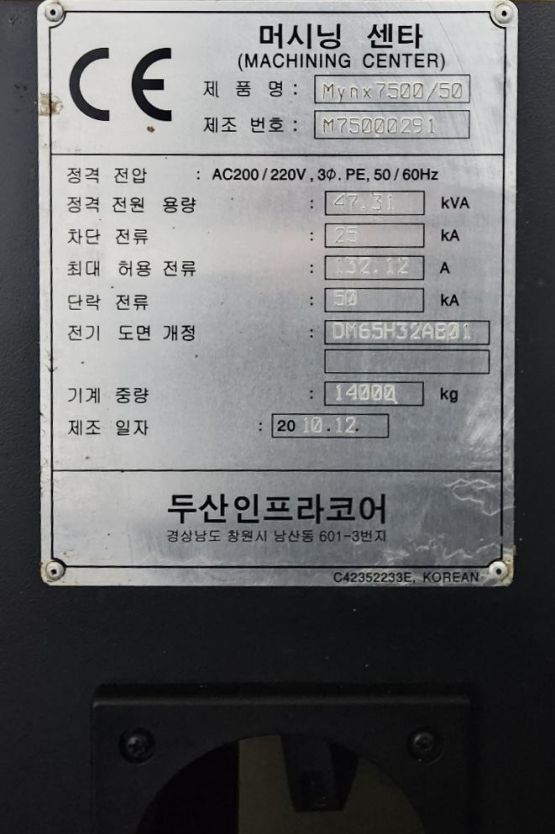 CE
머시닝 센타
(MACHINING CENTER)
제 품 명 : Mynx7500/50
제조 번호 : M75000291
정격 전압 : AC200/220V, 3Ø. PE, 50/60Hz
정격 전원 용량 : 47.31 kVA
차단 전류 : 25 kA
최대 허용 전류 : 132.12 A
단락 전류 : 50 kA
전기 도면 개정 : DM65H32AB01
기계 중량 : 14000 kg
제조 일자 : 20 10.12.
두산인프라코어
경상남도 창원시 남산동 601-3번지
C42352233E, KOREAN